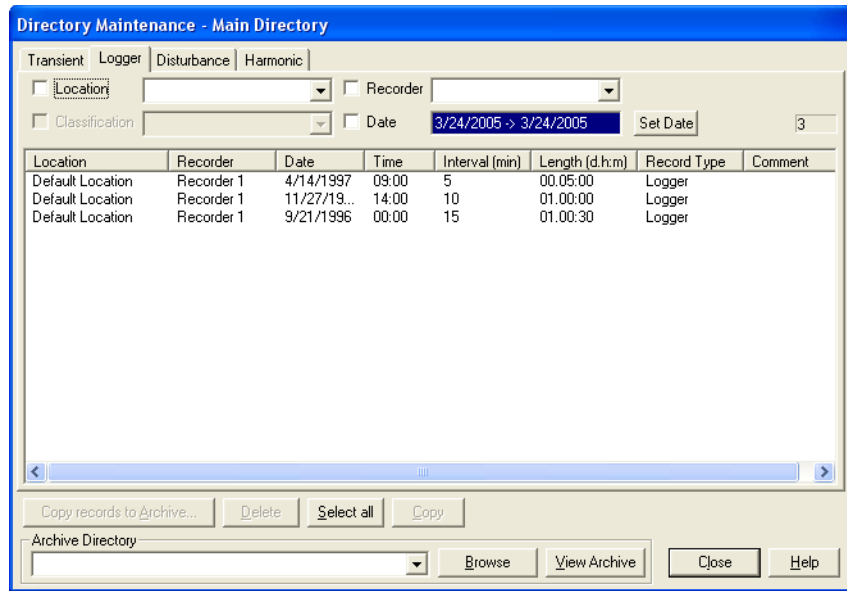 Directory Maintenance - Main Directory
Transient Logger Disturbance Harmonic
Location Recorder
Classification Date 3/24/2005 -> 3/24/2005 Set Date 3
Location Recorder Date Time Interval (min) Length (d.h:m) Record Type Comment
Default Location Recorder 1 4/14/1997 09:00 5 00.05:00 Logger
Default Location Recorder 1 11/27/19... 14:00 10 01.00:00 Logger
Default Location Recorder 1 9/21/1996 00:00 15 01.00:30 Logger
Copy records to Archive... Delete Select all Copy
Archive Directory
Browse View Archive Close Help